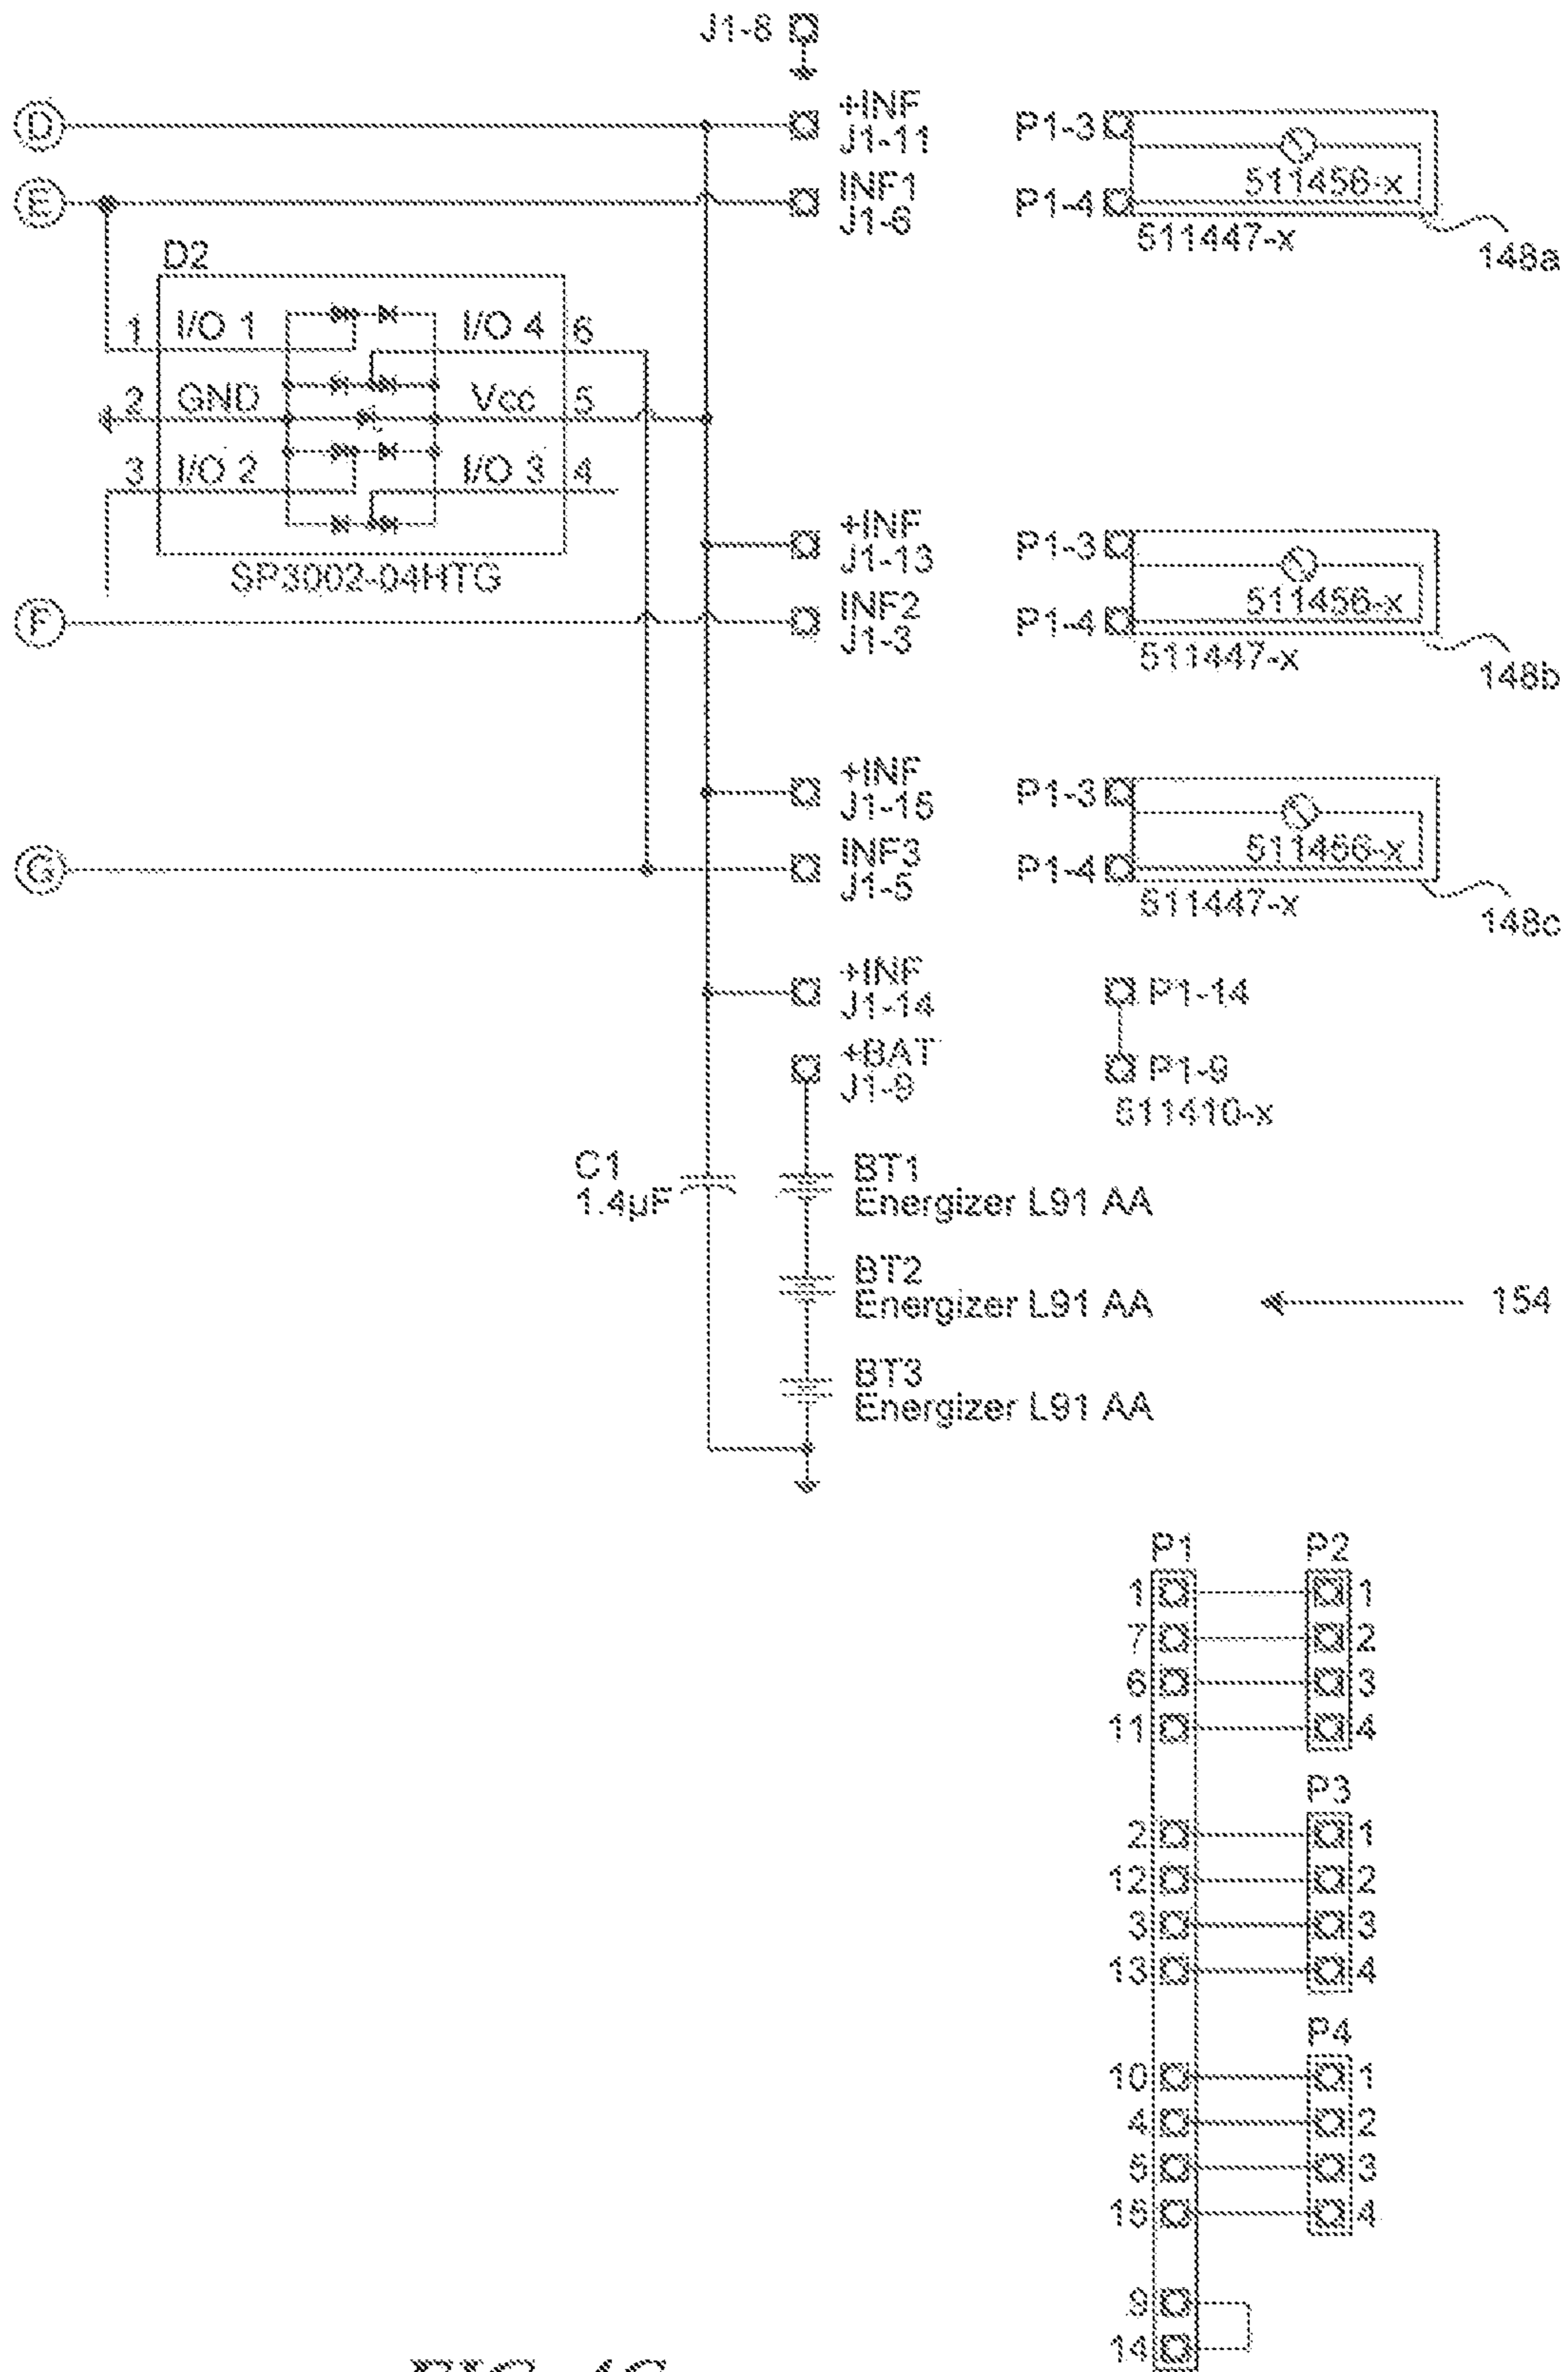 J1-8
D
+INF
J1-11
P1-3
511456-x
E
INF1
J1-6
P1-4
511447-x
148a
D2
1 I/O 1 I/O 4 6
2 GND Vcc 5
3 I/O 2 I/O 3 4
SP3002-04HTG
+INF
J1-13
P1-3
511456-x
F
INF2
J1-3
P1-4
511447-x
148b
+INF
J1-15
P1-3
511456-x
G
INF3
J1-5
P1-4
511447-x
148c
+INF
J1-14
P1-14
+BAT
J1-9
P1-9
511410-x
C1
1.4µF
BT1
Energizer L91 AA
BT2
Energizer L91 AA
154
BT3
Energizer L91 AA
P1 P2
1 1
7 2
6 3
11 4
P3
2 1
12 2
3 3
13 4
P4
10 1
4 2
5 3
15 4
9
14